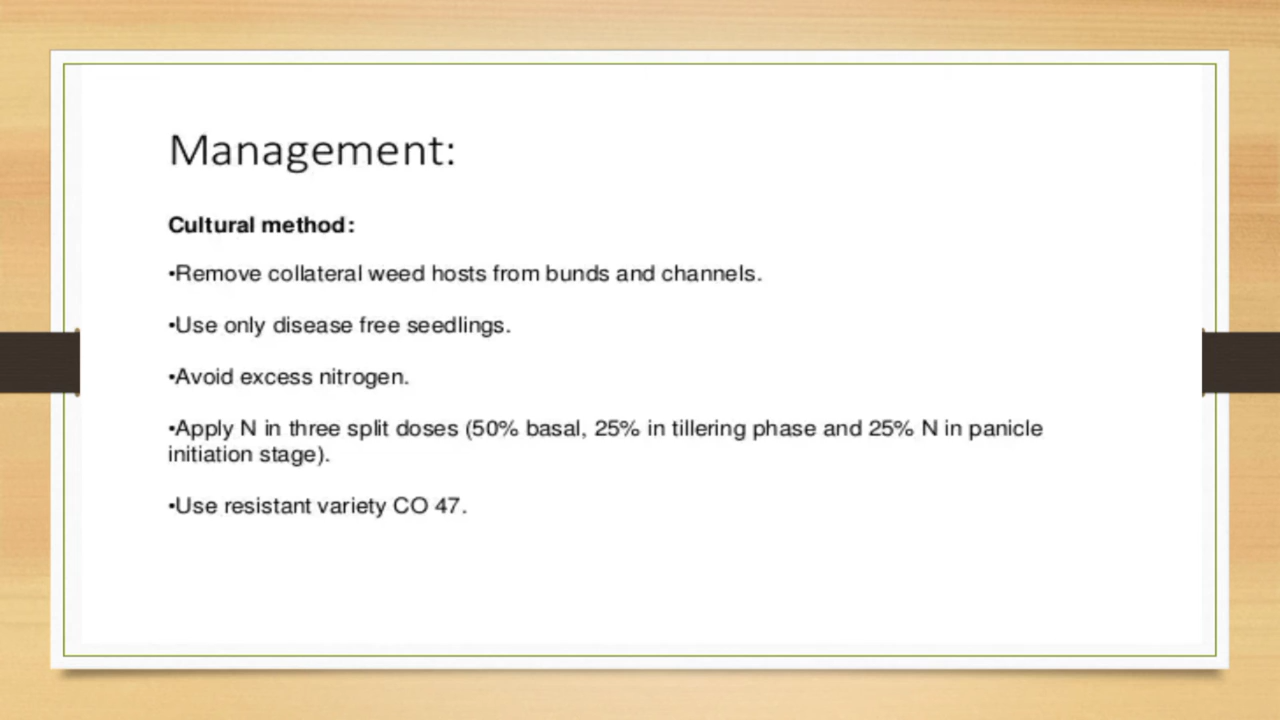 Management:
Cultural method:
•Remove collateral weed hosts from bunds and channels.
•Use only disease free seedlings.
•Avoid excess nitrogen.
•Apply N in three split doses (50% basal, 25% in tillering phase and 25% N in panicle
initiation stage).
•Use resistant variety CO 47.